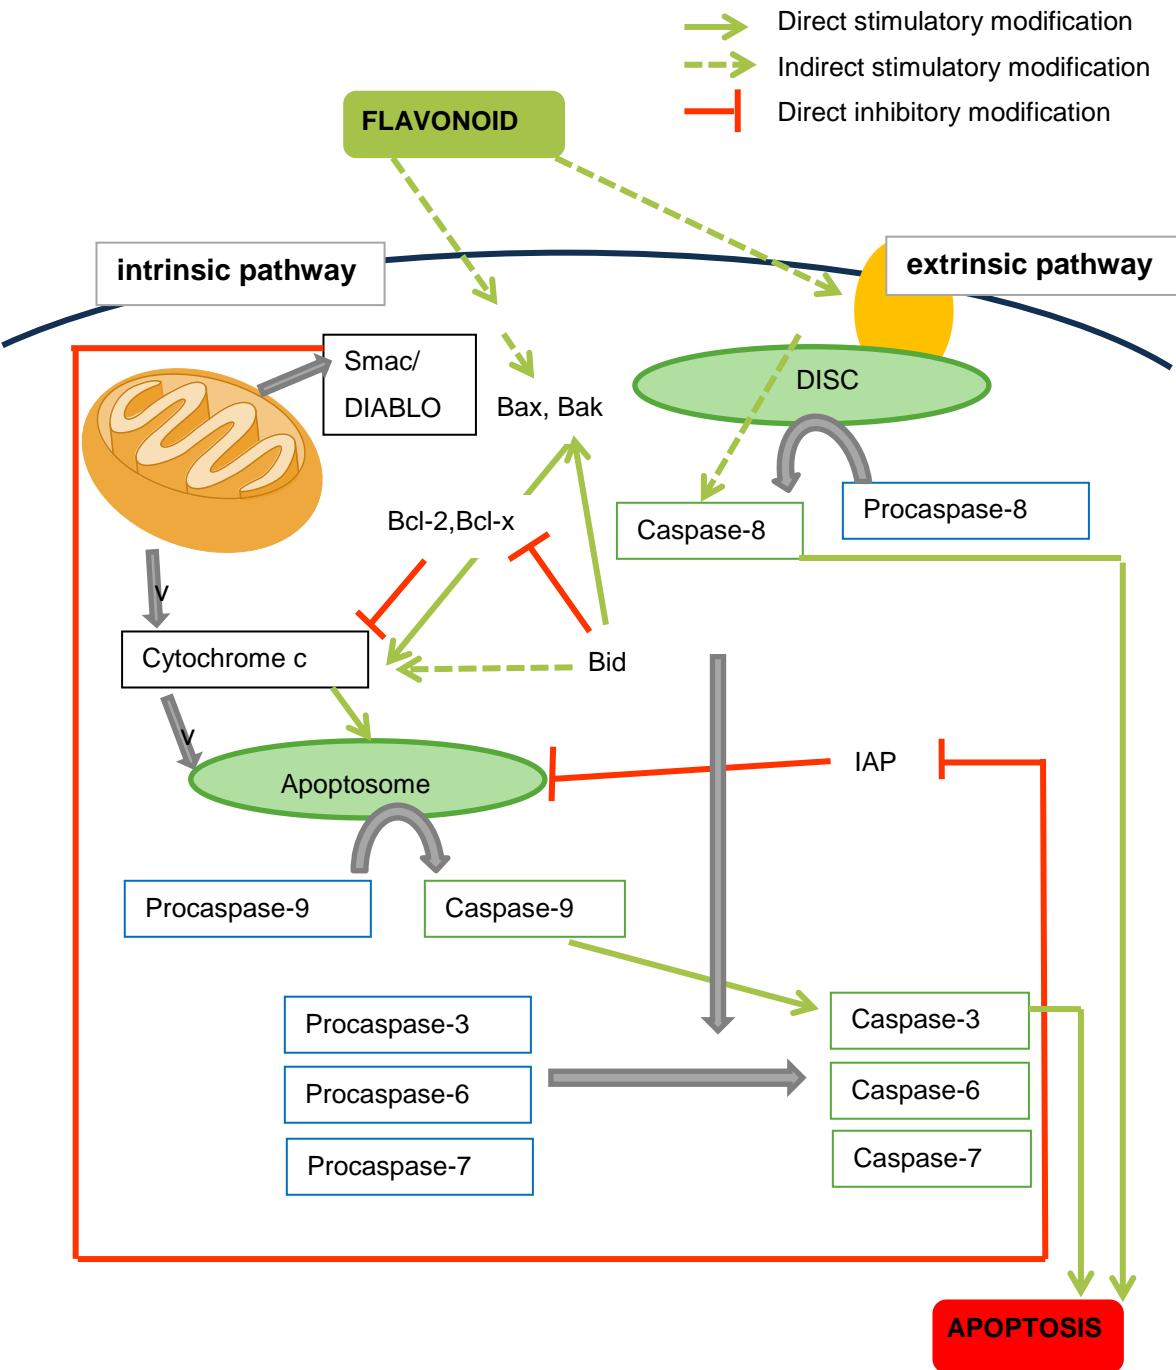 Direct stimulatory modification
Indirect stimulatory modification
Direct inhibitory modification
FLAVONOID
intrinsic pathway
extrinsic pathway
Smac/
DIABLO
Bax, Bak
DISC
Bcl-2,Bcl-x
Caspase-8
Procaspase-8
v
Cytochrome c
Bid
v
Apoptosome
IAP
Procaspase-9
Caspase-9
Procaspase-3
Caspase-3
Procaspase-6
Caspase-6
Procaspase-7
Caspase-7
APOPTOSIS